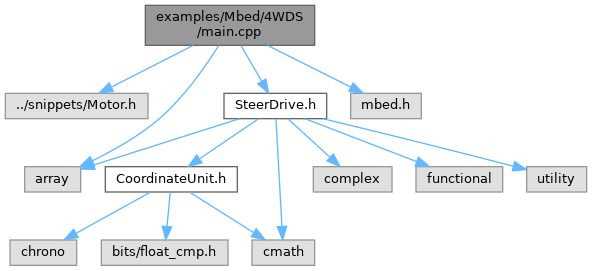 examples/Mbed/4WDS
/main.cpp
../snippets/Motor.h
SteerDrive.h
mbed.h
array
CoordinateUnit.h
complex
functional
utility
chrono
bits/float_cmp.h
cmath